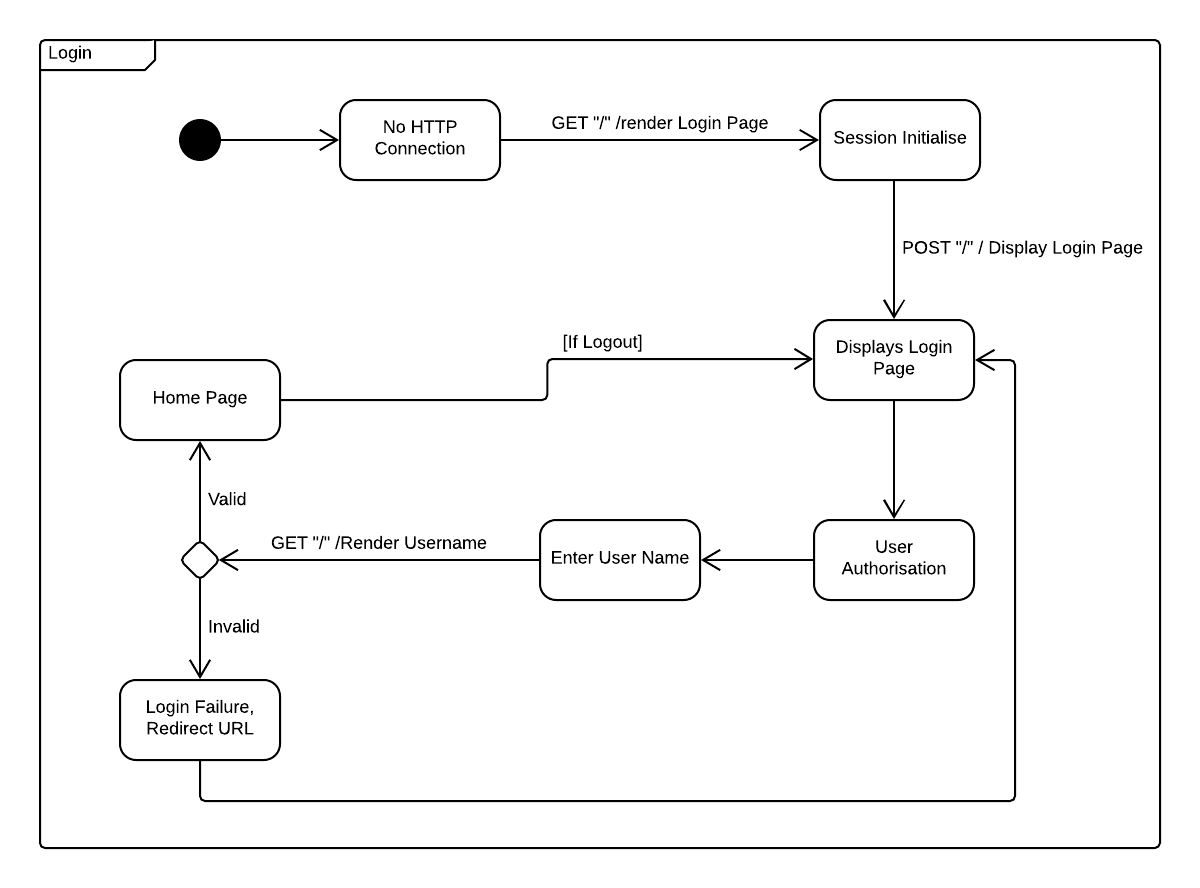 Login
No HTTP
Connection
GET "/" /render Login Page
Session Initialise
POST "/" / Display Login Page
[If Logout]
Displays Login
Page
Home Page
Valid
GET "/" /Render Username
Enter User Name
User
Authorisation
Invalid
Login Failure,
Redirect URL